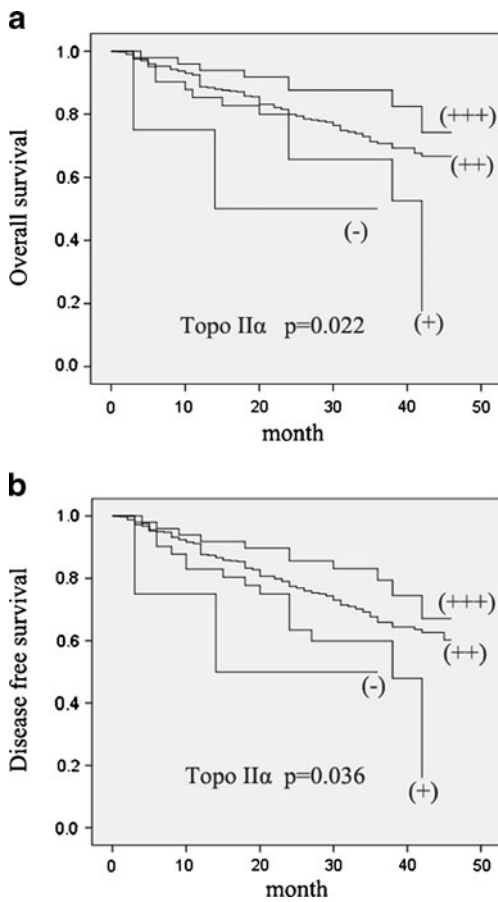 a
Overall survival
1.0
0.8
0.6
0.4
0.2
0.0
(+++)
(++)
(-)
(+)
Topo IIα p=0.022
0 10 20 30 40 50
month
b
Disease free survival
1.0
0.8
0.6
0.4
0.2
0.0
(+++)
(++)
(-)
(+)
Topo IIα p=0.036
0 10 20 30 40 50
month